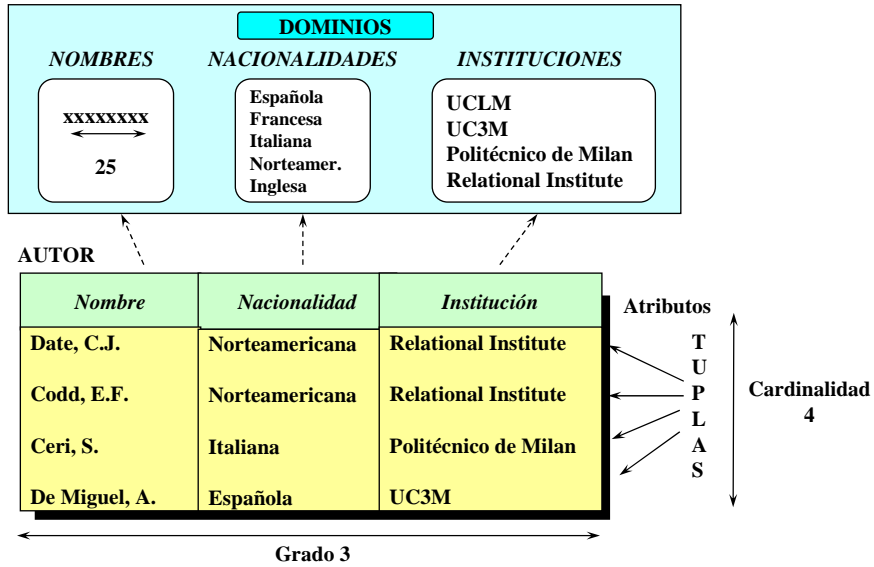 DOMINIOS
NOMBRES NACIONALIDADES INSTITUCIONES
xxxxxxxx
25
Española
Francesa
Italiana
Norteamer.
Inglesa
UCLM
UC3M
Politécnico de Milan
Relational Institute
AUTOR
Nombre Nacionalidad Institución Atributos
Date, C.J. Norteamericana Relational Institute
Codd, E.F. Norteamericana Relational Institute
Ceri, S. Italiana Politécnico de Milan
De Miguel, A. Española UC3M
T
U
P
L
A
S
Cardinalidad
4
Grado 3